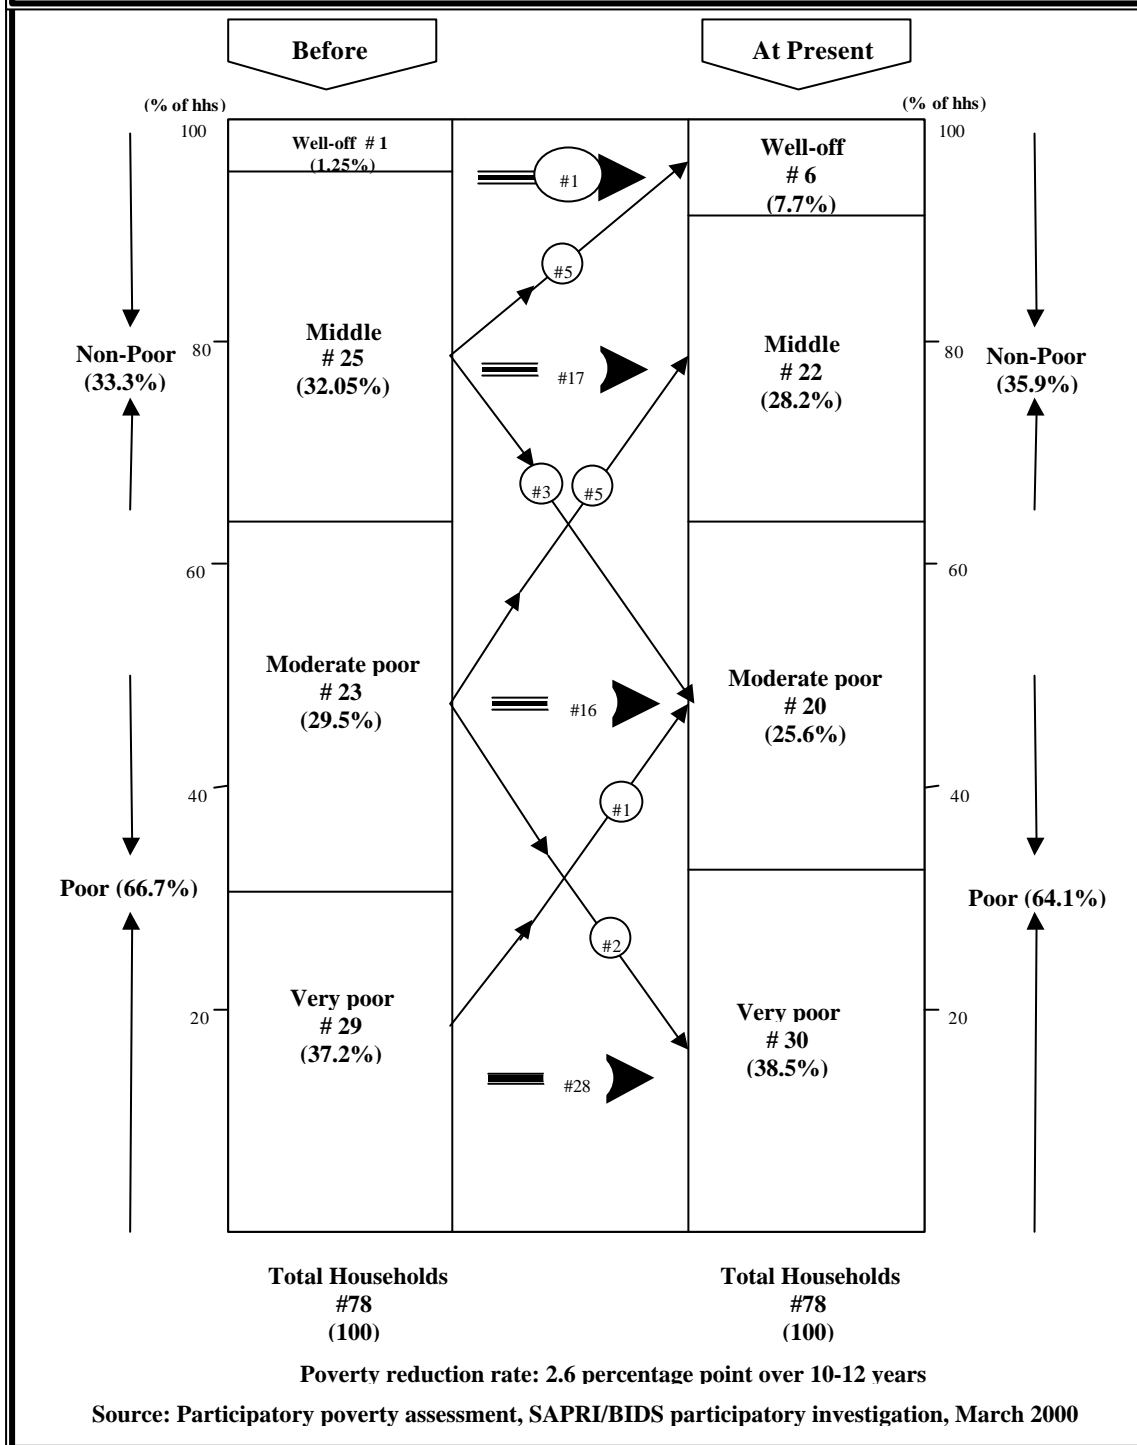 Before
At Present
(% of hhs)
(% of hhs)
100
100
Well-off # 1
(1.25%)
Well-off
# 6
(7.7%)
#1
#5
Non-Poor
(33.3%)
80
Middle
# 25
(32.05%)
#17
Middle
# 22
(28.2%)
80
Non-Poor
(35.9%)
#3
#5
60
60
Moderate poor
# 23
(29.5%)
#16
Moderate poor
# 20
(25.6%)
40
40
#1
Poor (66.7%)
Poor (64.1%)
#2
20
20
Very poor
# 29
(37.2%)
Very poor
# 30
(38.5%)
#28
Total Households
#78
(100)
Total Households
#78
(100)
Poverty reduction rate: 2.6 percentage point over 10-12 years
Source: Participatory poverty assessment, SAPRI/BIDS participatory investigation, March 2000